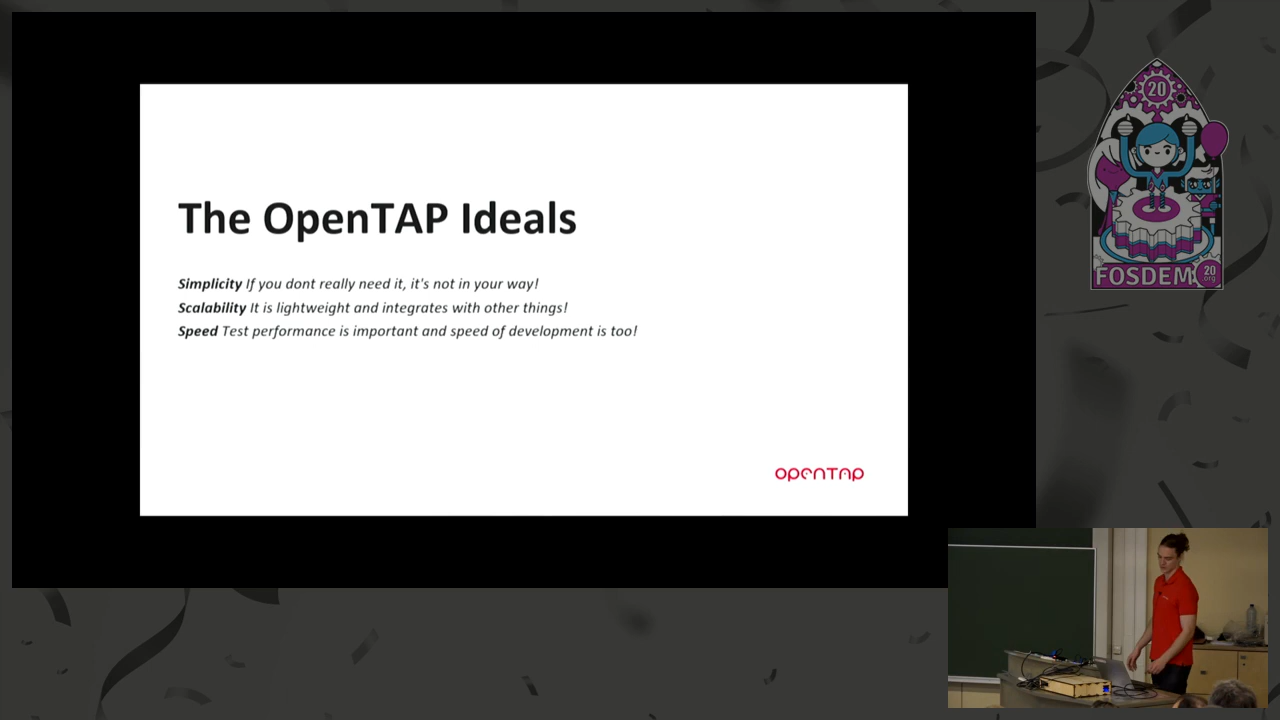 The OpenTAP Ideals
Simplicity If you dont really need it, it's not in your way!
Scalability It is lightweight and integrates with other things!
Speed Test performance is important and speed of development is too!
OPENTAP
20
FOSDEM
20
.org